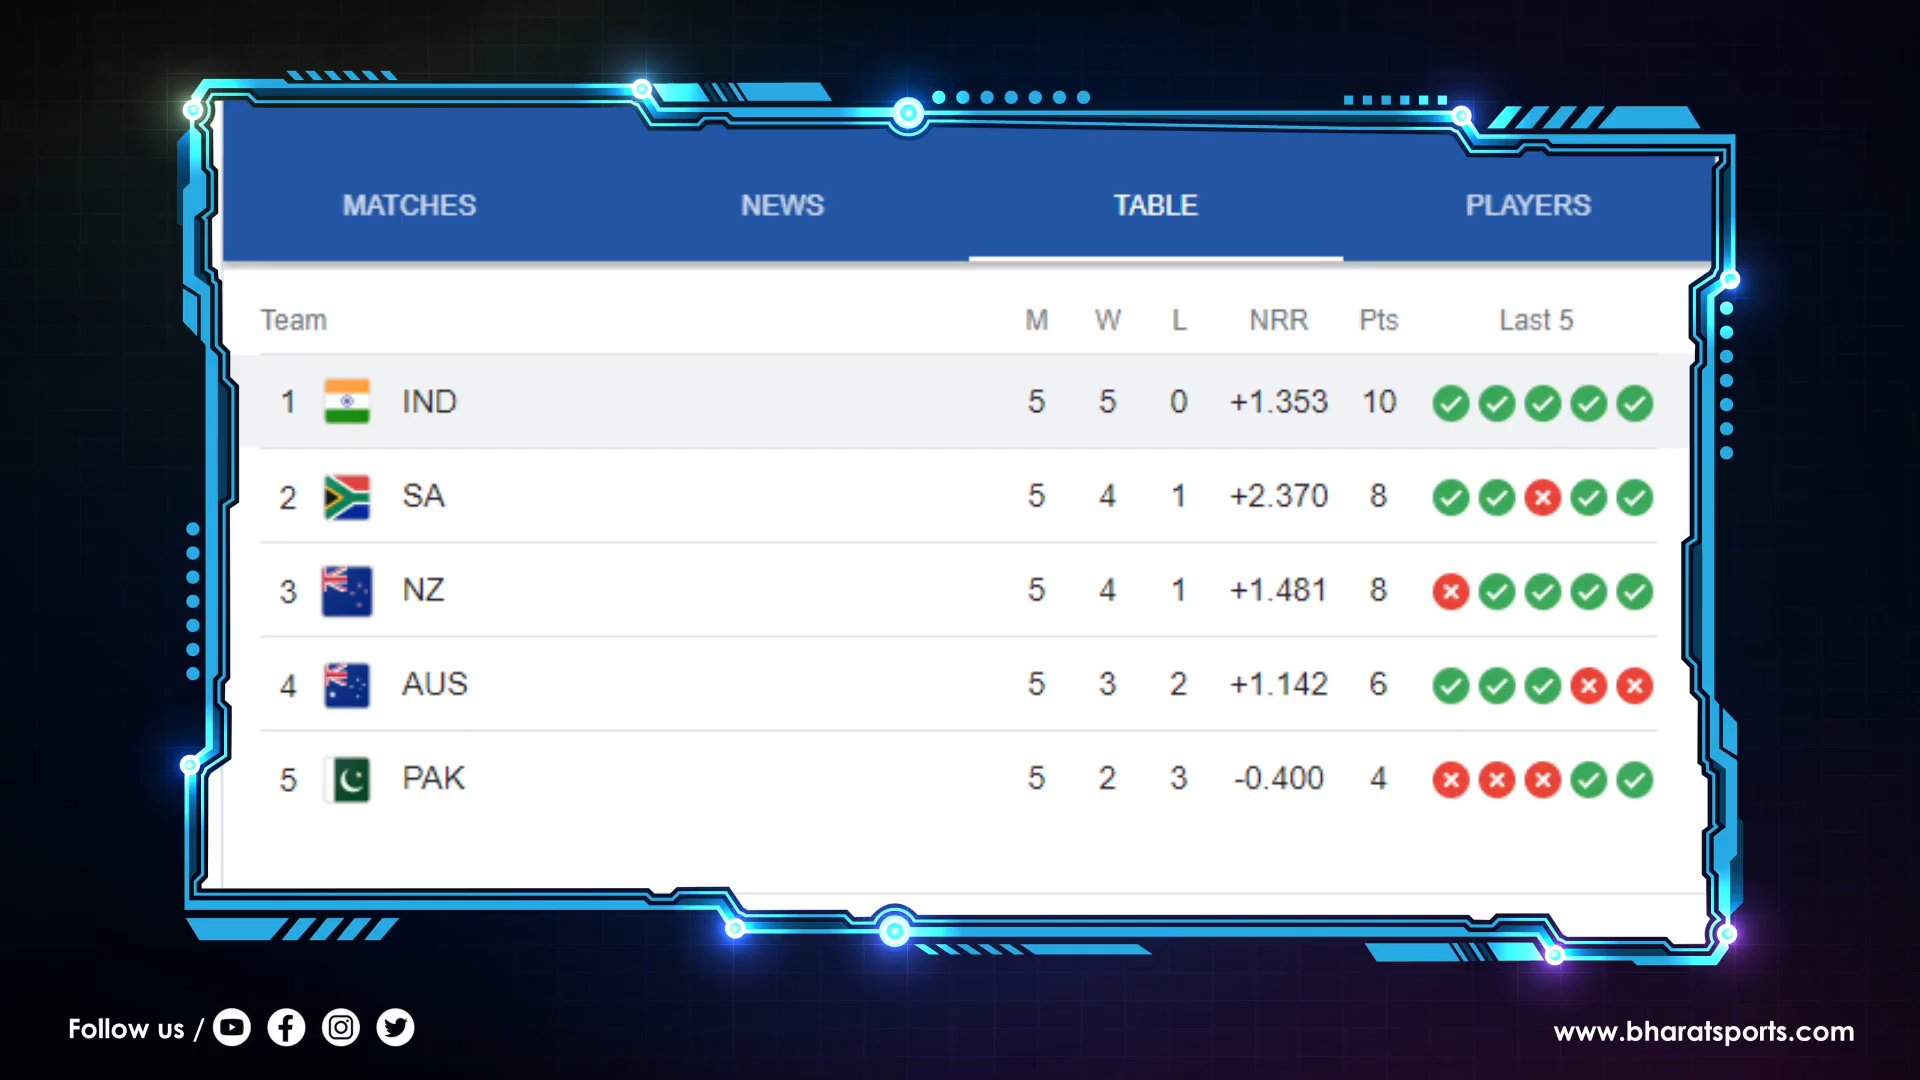 MATCHES NEWS TABLE PLAYERS
Team M W L NRR Pts Last 5
1 IND 5 5 0 +1.353 10
2 SA 5 4 1 +2.370 8
3 NZ 5 4 1 +1.481 8
4 AUS 5 3 2 +1.142 6
5 PAK 5 2 3 -0.400 4
Follow us /
www.bharatsports.com